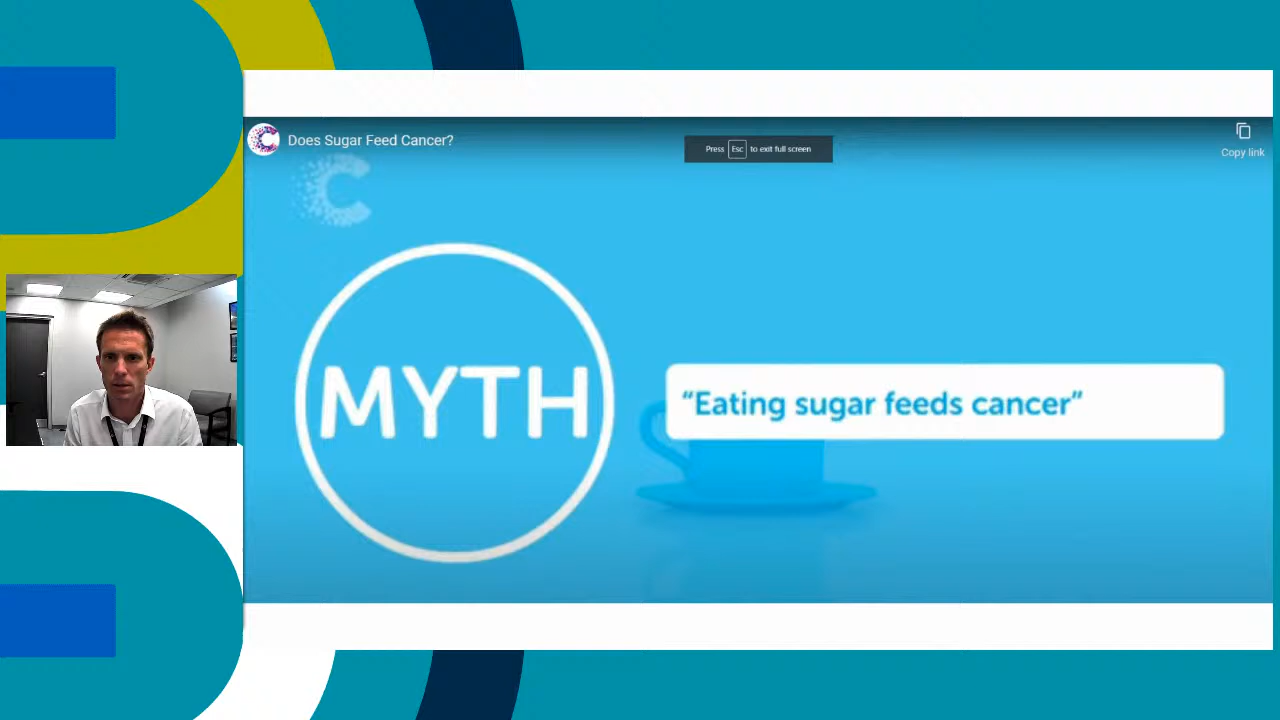 Does Sugar Feed Cancer?
Press Esc to exit full screen
Copy link
MYTH
“Eating sugar feeds cancer”